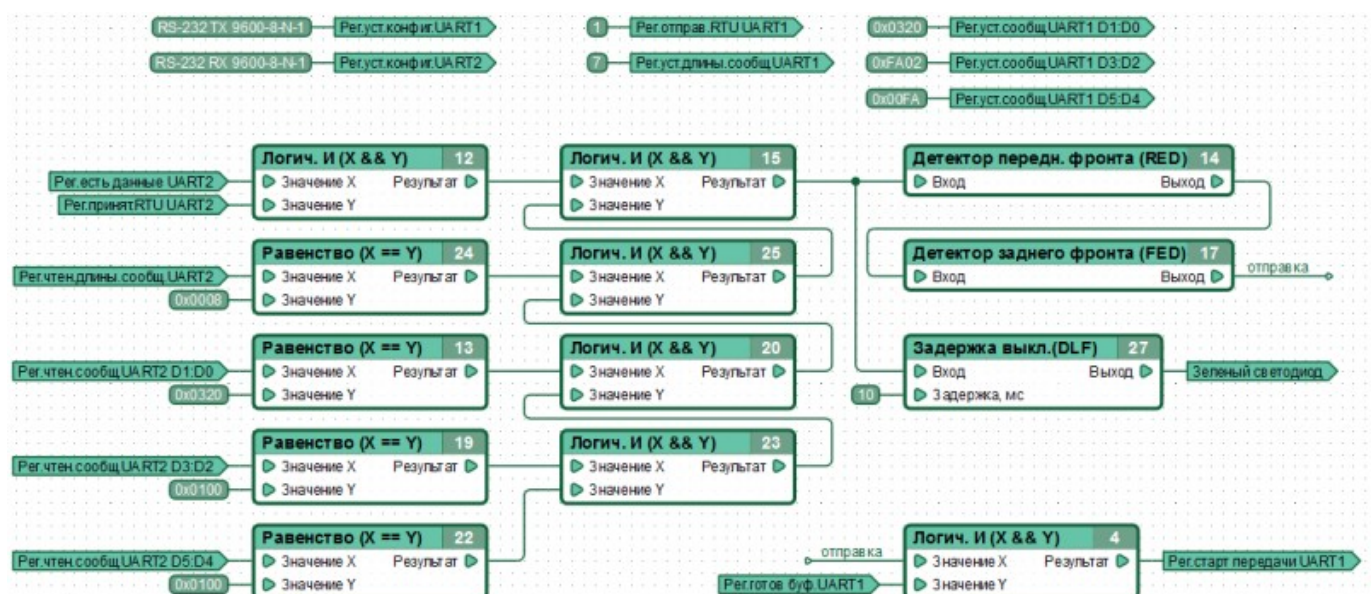 RS-232 TX 9600-8-N-1 Рег.уст.конфиг.UART1 1 Рег.отправ.RTU UART1 0x0320 Рег.уст.сообщ.UART1 D1:D0
RS-232 RX 9600-8-N-1 Рег.уст.конфиг.UART2 7 Рег.уст.длины.сообщ.UART1 0xFA02 Рег.уст.сообщ.UART1 D3:D2
0x00FA Рег.уст.сообщ.UART1 D5:D4
Логич. И (X && Y) 12 Логич. И (X && Y) 15 Детектор передн. фронта (RED) 14
Рег.есть данные UART2 Значение X Результат Значение X Результат Вход Выход
Рег.принят.RTU UART2 Значение Y Значение Y
Равенство (X == Y) 24 Логич. И (X && Y) 25 Детектор заднего фронта (FED) 17
Рег.чтен.длины.сообщ.UART2 Значение X Результат Значение X Результат Вход Выход отправка
0x0008 Значение Y Значение Y
Равенство (X == Y) 13 Логич. И (X && Y) 20 Задержка выкл.(DLF) 27
Рег.чтен.сообщ.UART2 D1:D0 Значение X Результат Значение X Результат Вход Выход Зеленый светодиод
0x0320 Значение Y Значение Y 10 Задержка, мс
Равенство (X == Y) 19 Логич. И (X && Y) 23
Рег.чтен.сообщ.UART2 D3:D2 Значение X Результат Значение X Результат
0x0100 Значение Y Значение Y
Равенство (X == Y) 22 Логич. И (X && Y) 4
Рег.чтен.сообщ.UART2 D5:D4 Значение X Результат отправка Значение X Результат Рег.старт передачи UART1
0x0100 Значение Y Рег.готов буф.UART1 Значение Y